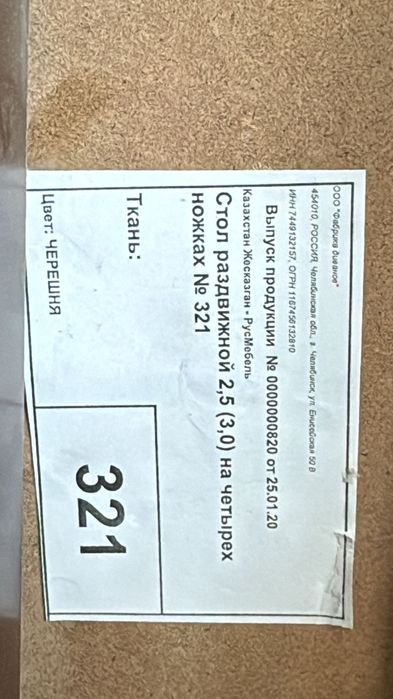 ООО "Фабрика диванов"
454010, РОССИЯ, Челябинская обл., г. Челябинск, ул. Енисейская 50 В
ИНН 7449132157, ОГРН 1167456132810
Выпуск продукции № 0000000820 от 25.01.20
Казахстан Жесказган - РусМебель
Стол раздвижной 2,5 (3,0) на четырех
ножках № 321
Ткань:
321
Цвет: ЧЕРЕШНЯ